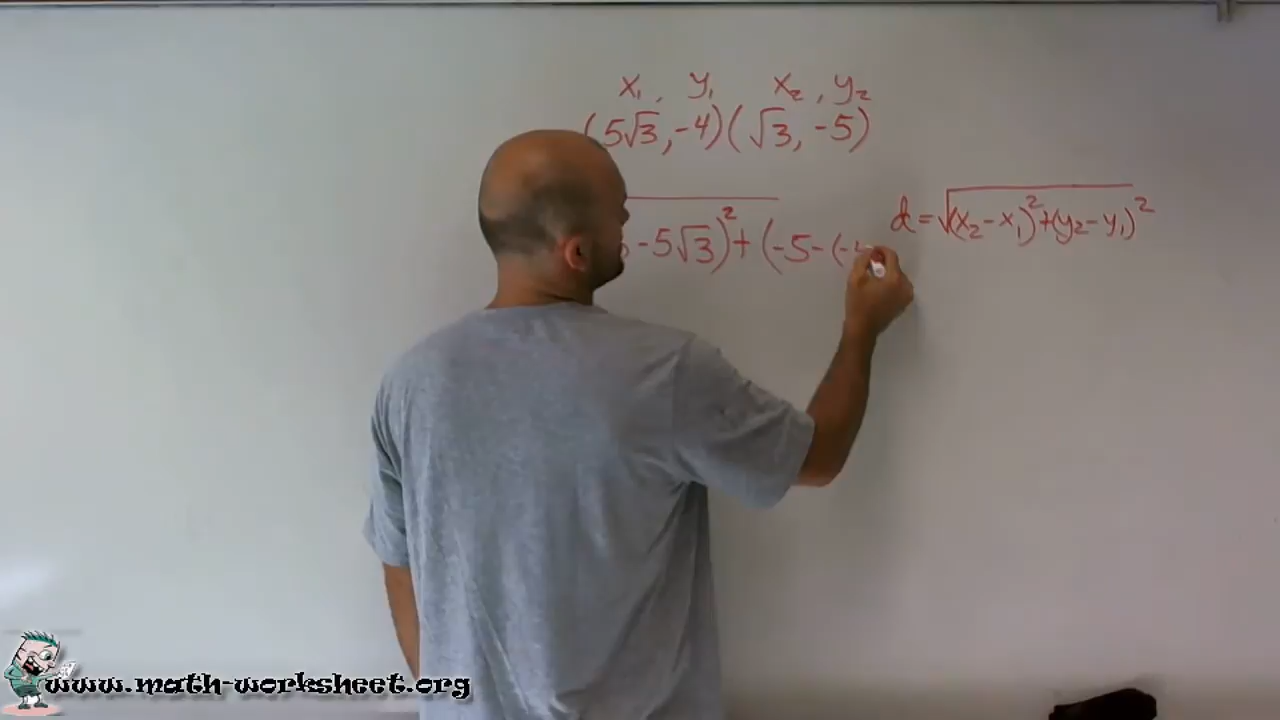 x₁, y₁ x₂, y₂
(5√3, -4)(√3, -5)
- 5√3)² + (-5-(-
d = √(x₂-x₁)²+(y₂-y₁)²
www.math-worksheet.org